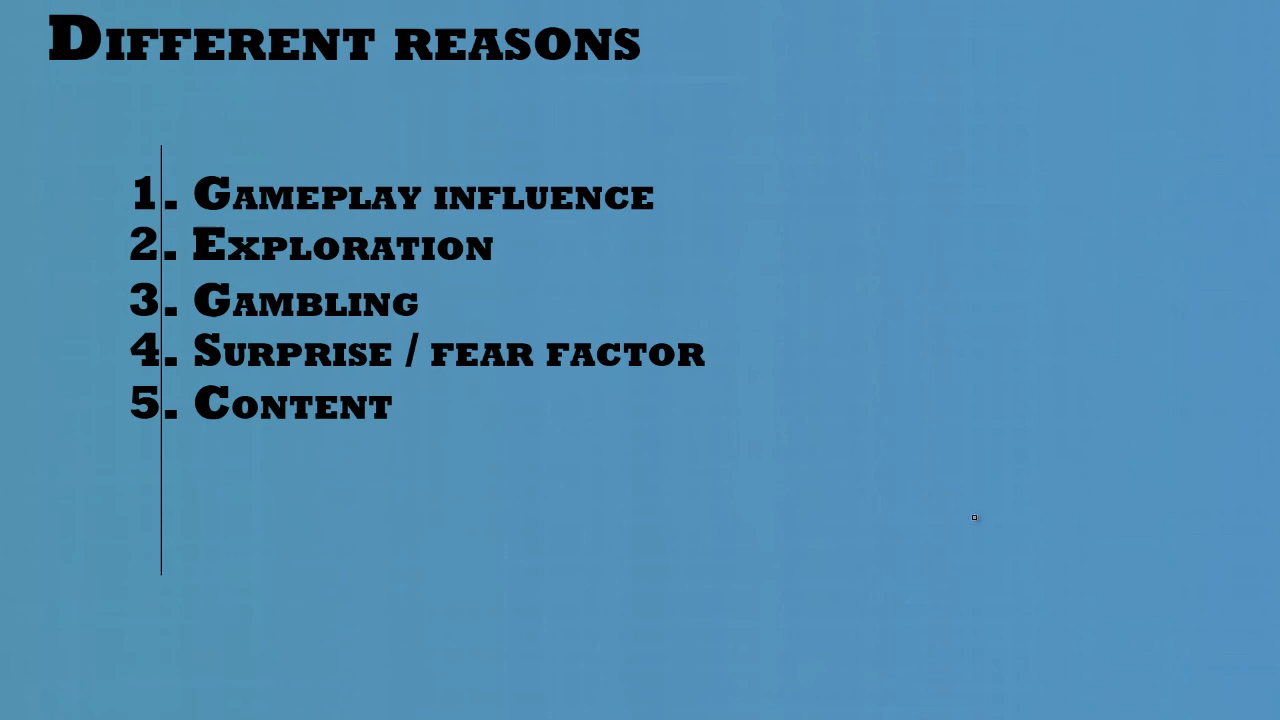 Different reasons
1. Gameplay influence
2. Exploration
3. Gambling
4. Surprise / fear factor
5. Content